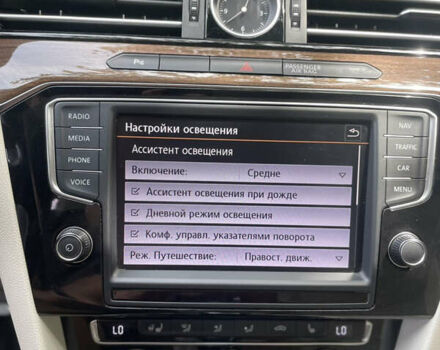 P
PASSENGER
AIR BAG
RADIO
MEDIA
PHONE
VOICE
NAV
TRAFFIC
CAR
MENU
Настройки освещения
Ассистент освещения
Включение: Средне
Ассистент освещения при дожде
Дневной режим освещения
Комф. управл. указателями поворота
Реж. Путешествие: Правост. движ.
LO
LO